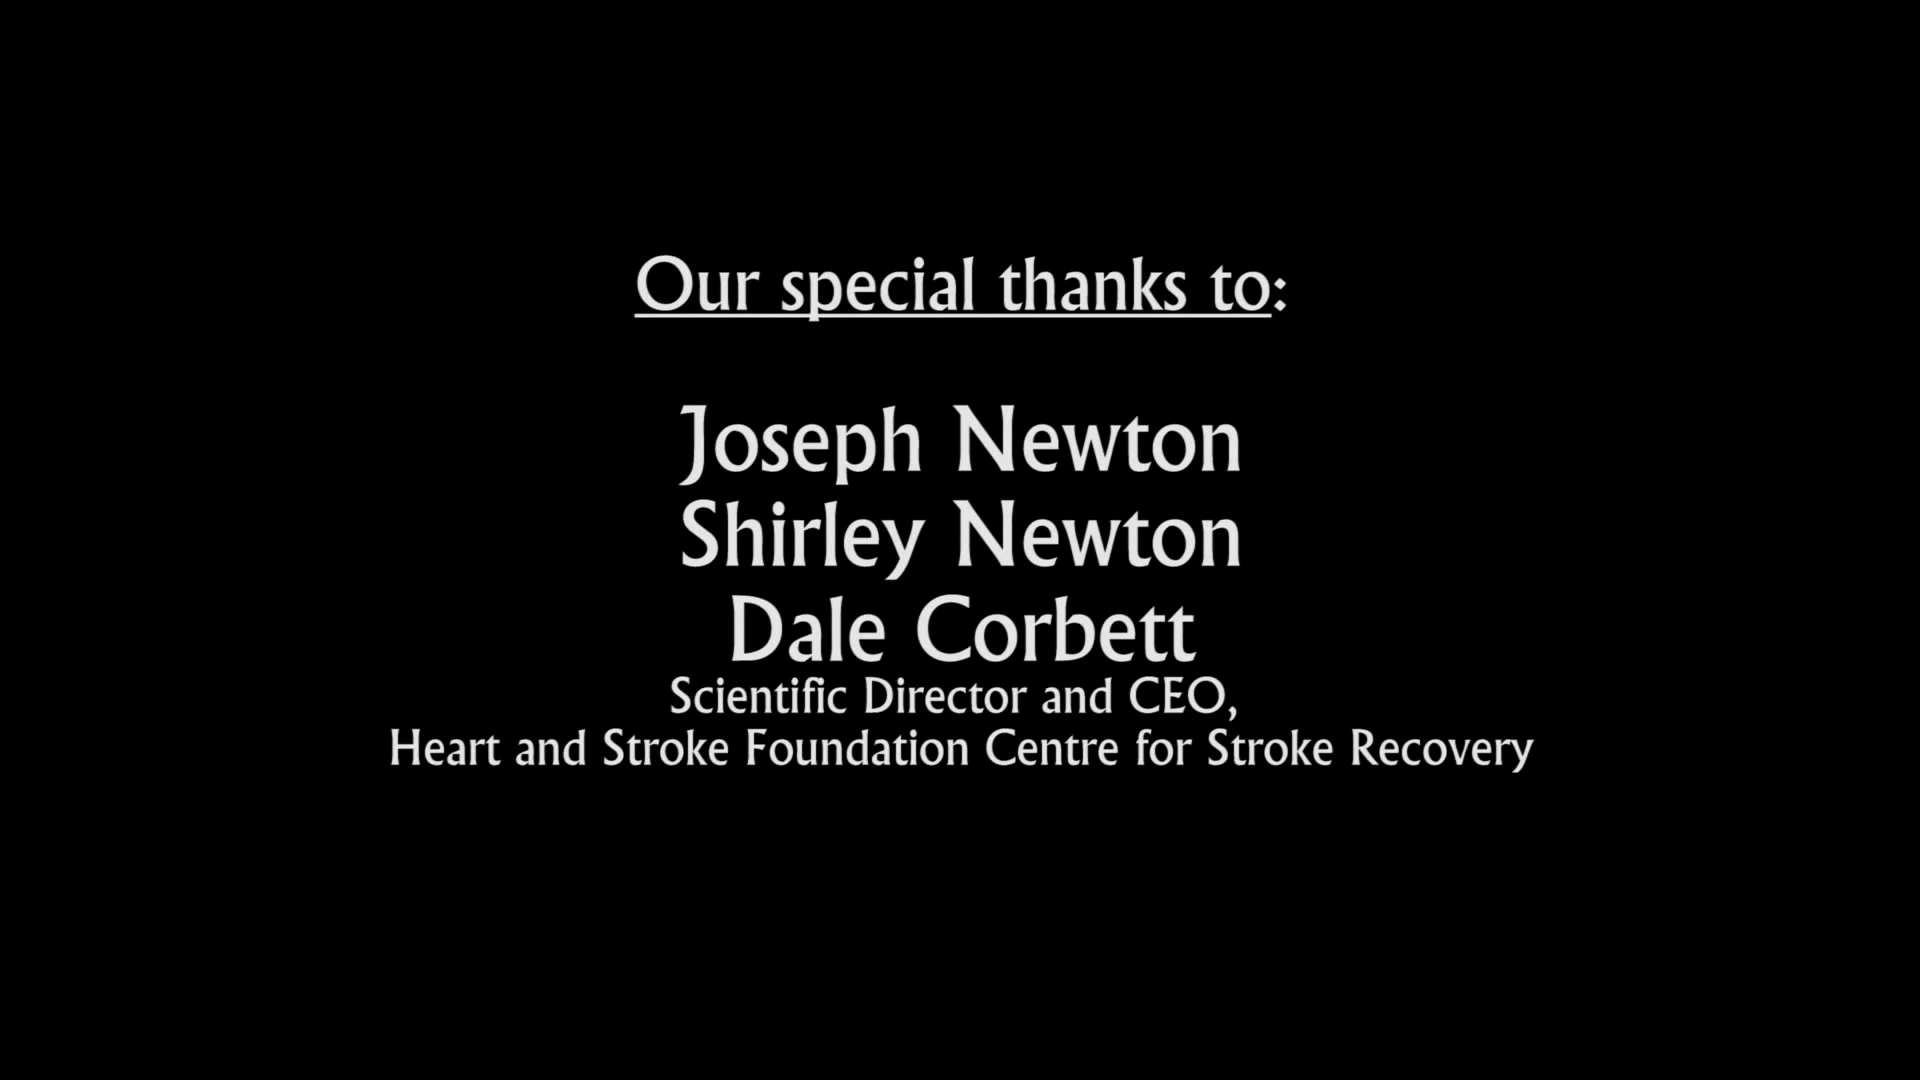 Our special thanks to:
Joseph Newton
Shirley Newton
Dale Corbett
Scientific Director and CEO,
Heart and Stroke Foundation Centre for Stroke Recovery